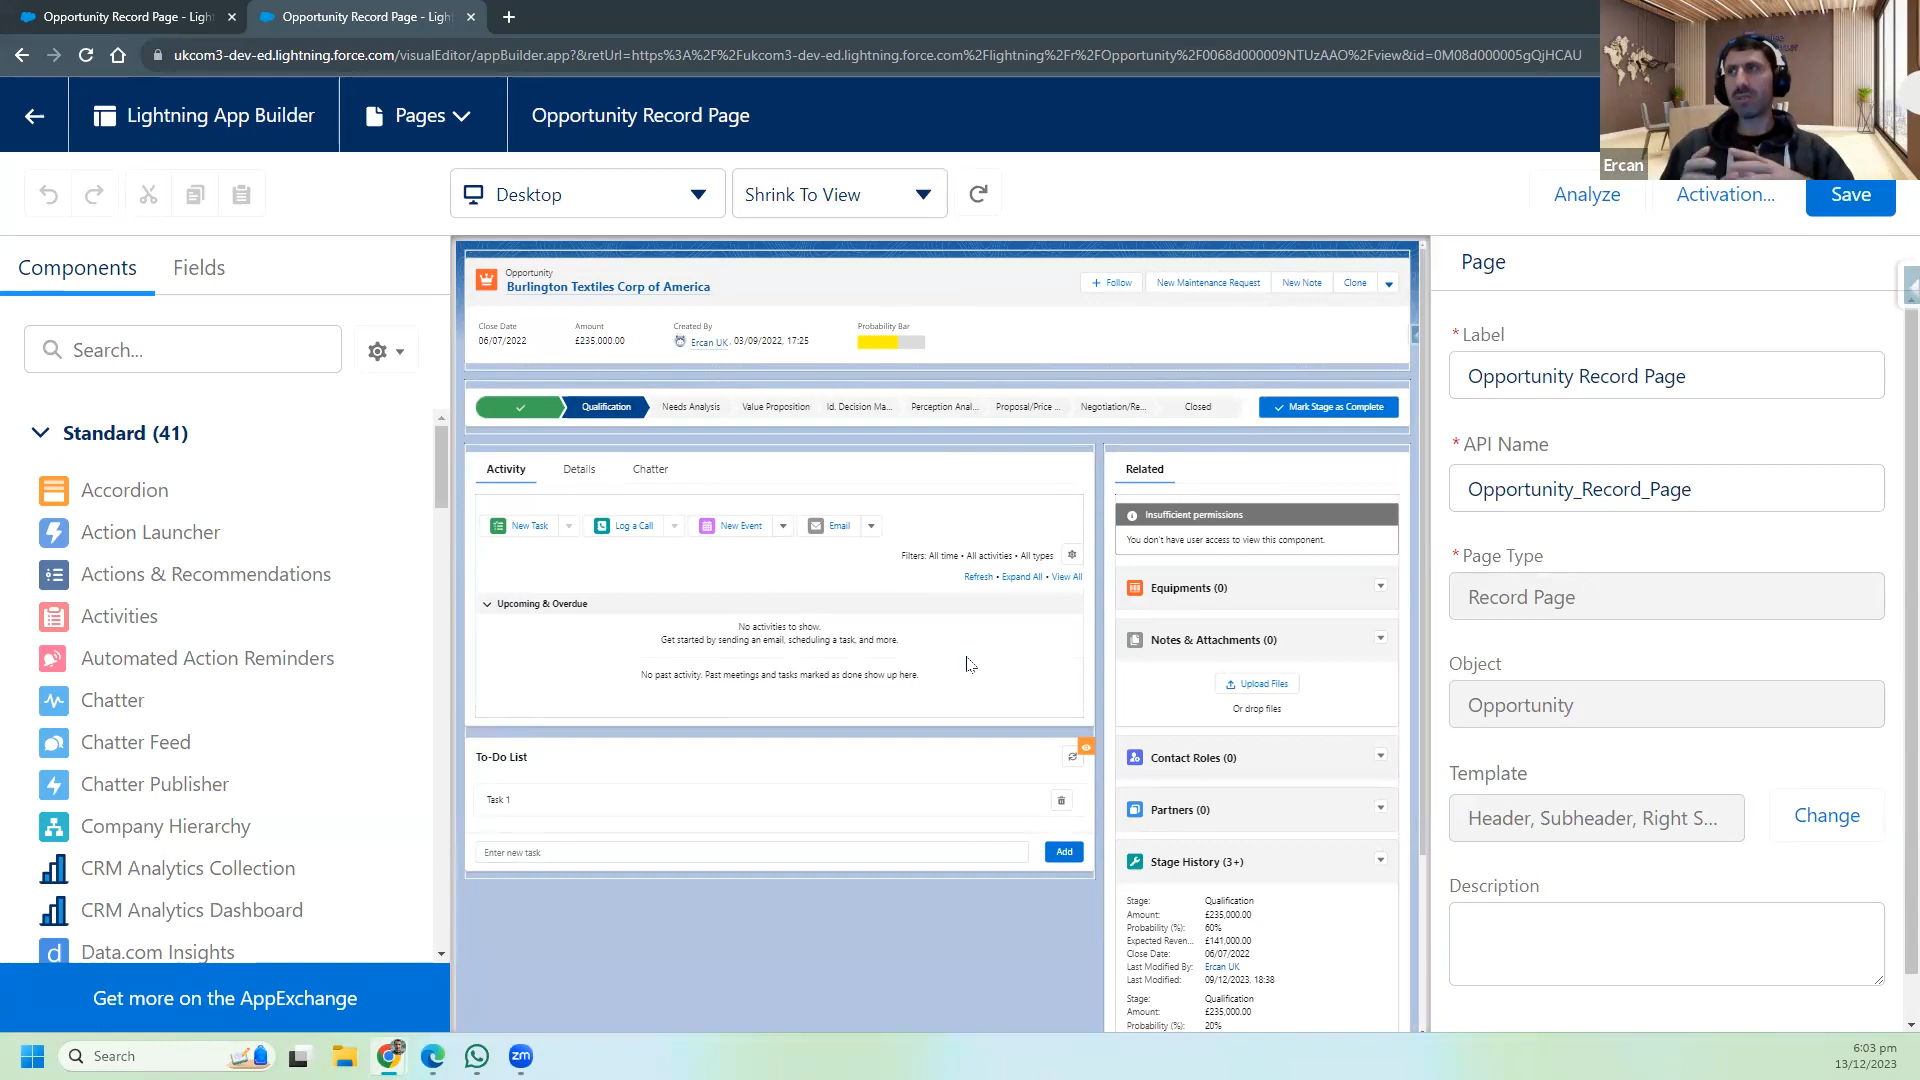 Opportunity Record Page - Ligh
Opportunity Record Page - Ligh
ukcom3-dev-ed.lightning.force.com/visualEditor/appBuilder.app?&retUrl=https%3A%2F%2Fukcom3-dev-ed.lightning.force.com%2Flightning%2Fr%2FOpportunity%2F0068d000009NTUzAAO%2Fview&id=0M08d000005gQjHCAU
Lightning App Builder
Pages
Opportunity Record Page
Ercan
Desktop
Shrink To View
Analyze
Activation...
Save
Components
Fields
Search...
Standard (41)
Accordion
Action Launcher
Actions & Recommendations
Activities
Automated Action Reminders
Chatter
Chatter Feed
Chatter Publisher
Company Hierarchy
CRM Analytics Collection
CRM Analytics Dashboard
Data.com Insights
Get more on the AppExchange
Opportunity
Burlington Textiles Corp of America
+ Follow
New Maintenance Request
New Note
Clone
Close Date
Amount
Created By
Probability Bar
06/07/2022
£235,000.00
Ercan UK, 03/09/2022, 17:25
Qualification
Needs Analysis
Value Proposition
Id. Decision Ma...
Perception Anal...
Proposal/Price ...
Negotiation/Re...
Closed
Mark Stage as Complete
Activity
Details
Chatter
New Task
Log a Call
New Event
Email
Filters: All time • All activities • All types
Refresh • Expand All • View All
Upcoming & Overdue
No activities to show.
Get started by sending an email, scheduling a task, and more.
No past activity. Past meetings and tasks marked as done show up here.
To-Do List
Task 1
Enter new task
Add
Related
Insufficient permissions
You don't have user access to view this component.
Equipments (0)
Notes & Attachments (0)
Upload Files
Or drop files
Contact Roles (0)
Partners (0)
Stage History (3+)
Stage: Qualification
Amount: £235,000.00
Probability (%): 60%
Expected Reven... £141,000.00
Close Date: 06/07/2022
Last Modified By: Ercan UK
Last Modified: 09/12/2023, 18:38
Stage: Qualification
Amount: £235,000.00
Probability (%): 20%
Page
* Label
Opportunity Record Page
* API Name
Opportunity_Record_Page
* Page Type
Record Page
Object
Opportunity
Template
Header, Subheader, Right S...
Change
Description
Search
zm
6:03 pm
13/12/2023